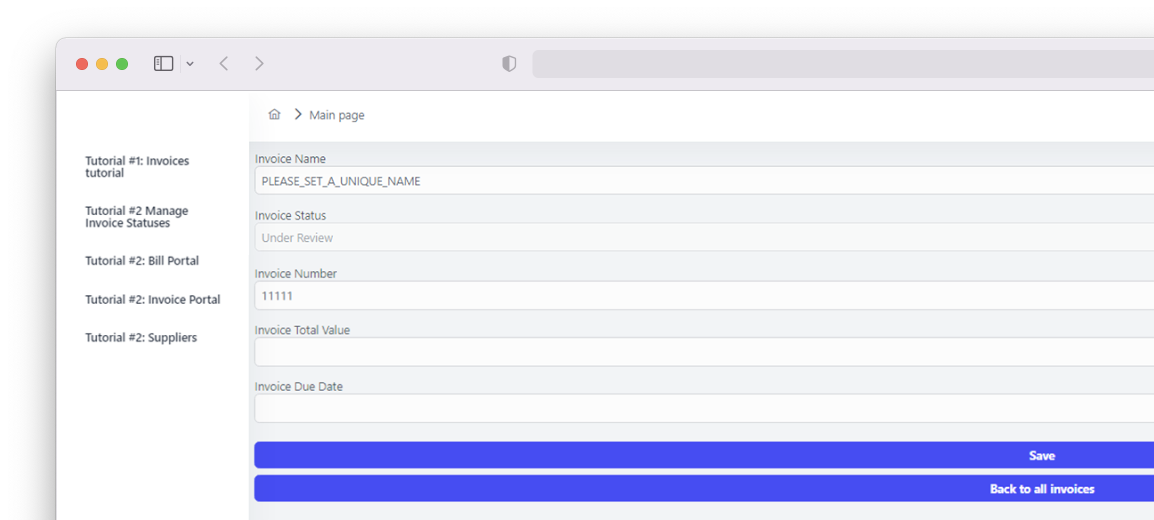 Main page
Tutorial #1: Invoices
tutorial
Tutorial #2 Manage
Invoice Statuses
Tutorial #2: Bill Portal
Tutorial #2: Invoice Portal
Tutorial #2: Suppliers
Invoice Name
PLEASE_SET_A_UNIQUE_NAME
Invoice Status
Under Review
Invoice Number
11111
Invoice Total Value
Invoice Due Date
Save
Back to all invoices